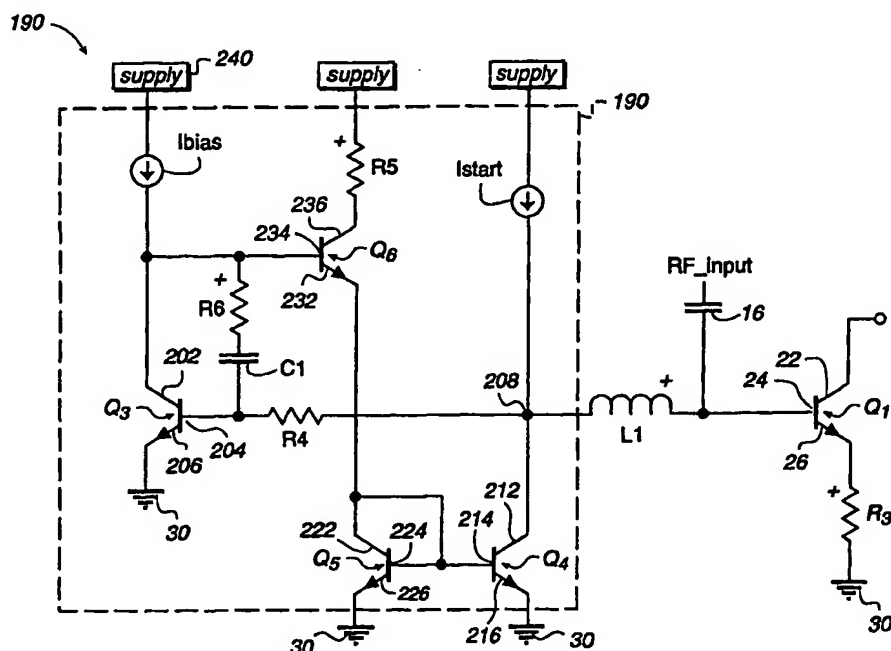 190
supply 240 supply supply
190
Ibias
+ R5
Istart
236
234
Q6
RF_input
+
R6
232
16
202
C1
208
+
22
24
Q3
Q1
R4
L1
206 204
26
212
+
R3
30
222 224
214
Q5
Q4
226
216
30
30 30